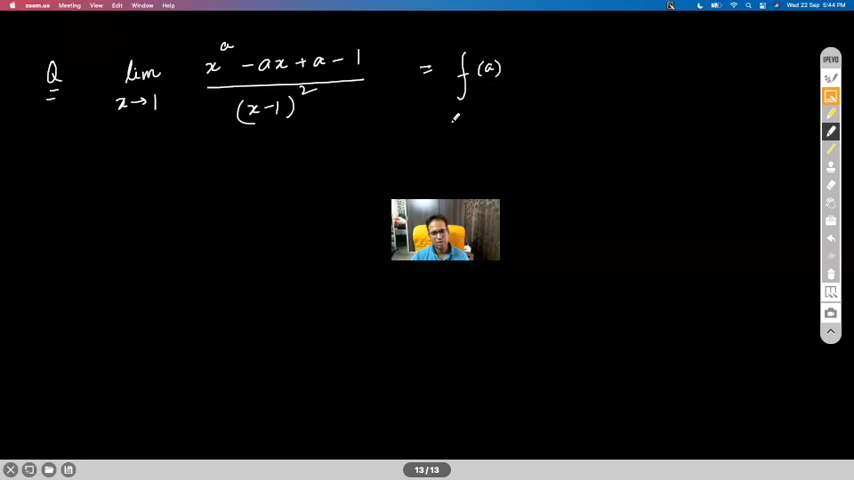 zoom.us Meeting View Edit Window Help Wed 22 Sep 5:44 PM
IPEVO
Q lim x→1 (x^a - ax + a - 1) / (x-1)^2 = f(a)
13/13